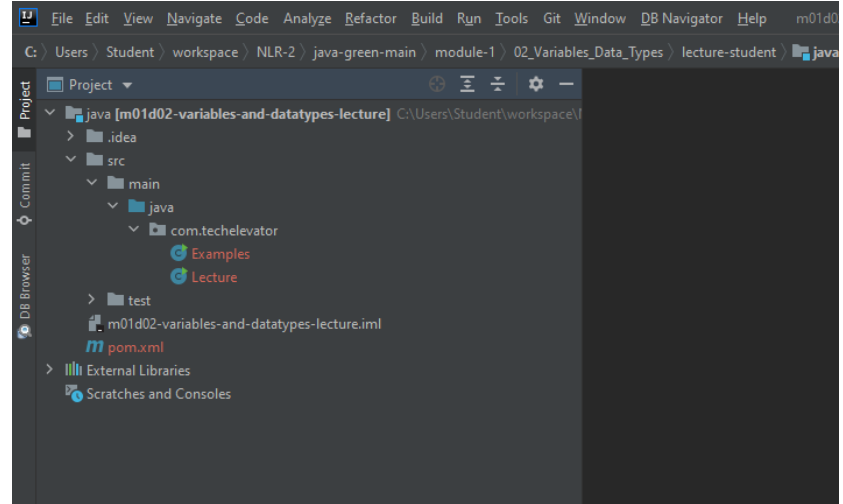 IJ File Edit View Navigate Code Analyze Refactor Build Run Tools Git Window DB Navigator Help m01d0
C: Users Student workspace NLR-2 java-green-main module-1 02_Variables_Data_Types lecture-student java
Project
Project
java [m01d02-variables-and-datatypes-lecture] C:\Users\Student\workspace\
.idea
src
main
java
com.techelevator
Examples
Lecture
test
m01d02-variables-and-datatypes-lecture.iml
pom.xml
External Libraries
Scratches and Consoles
Commit
DB Browser